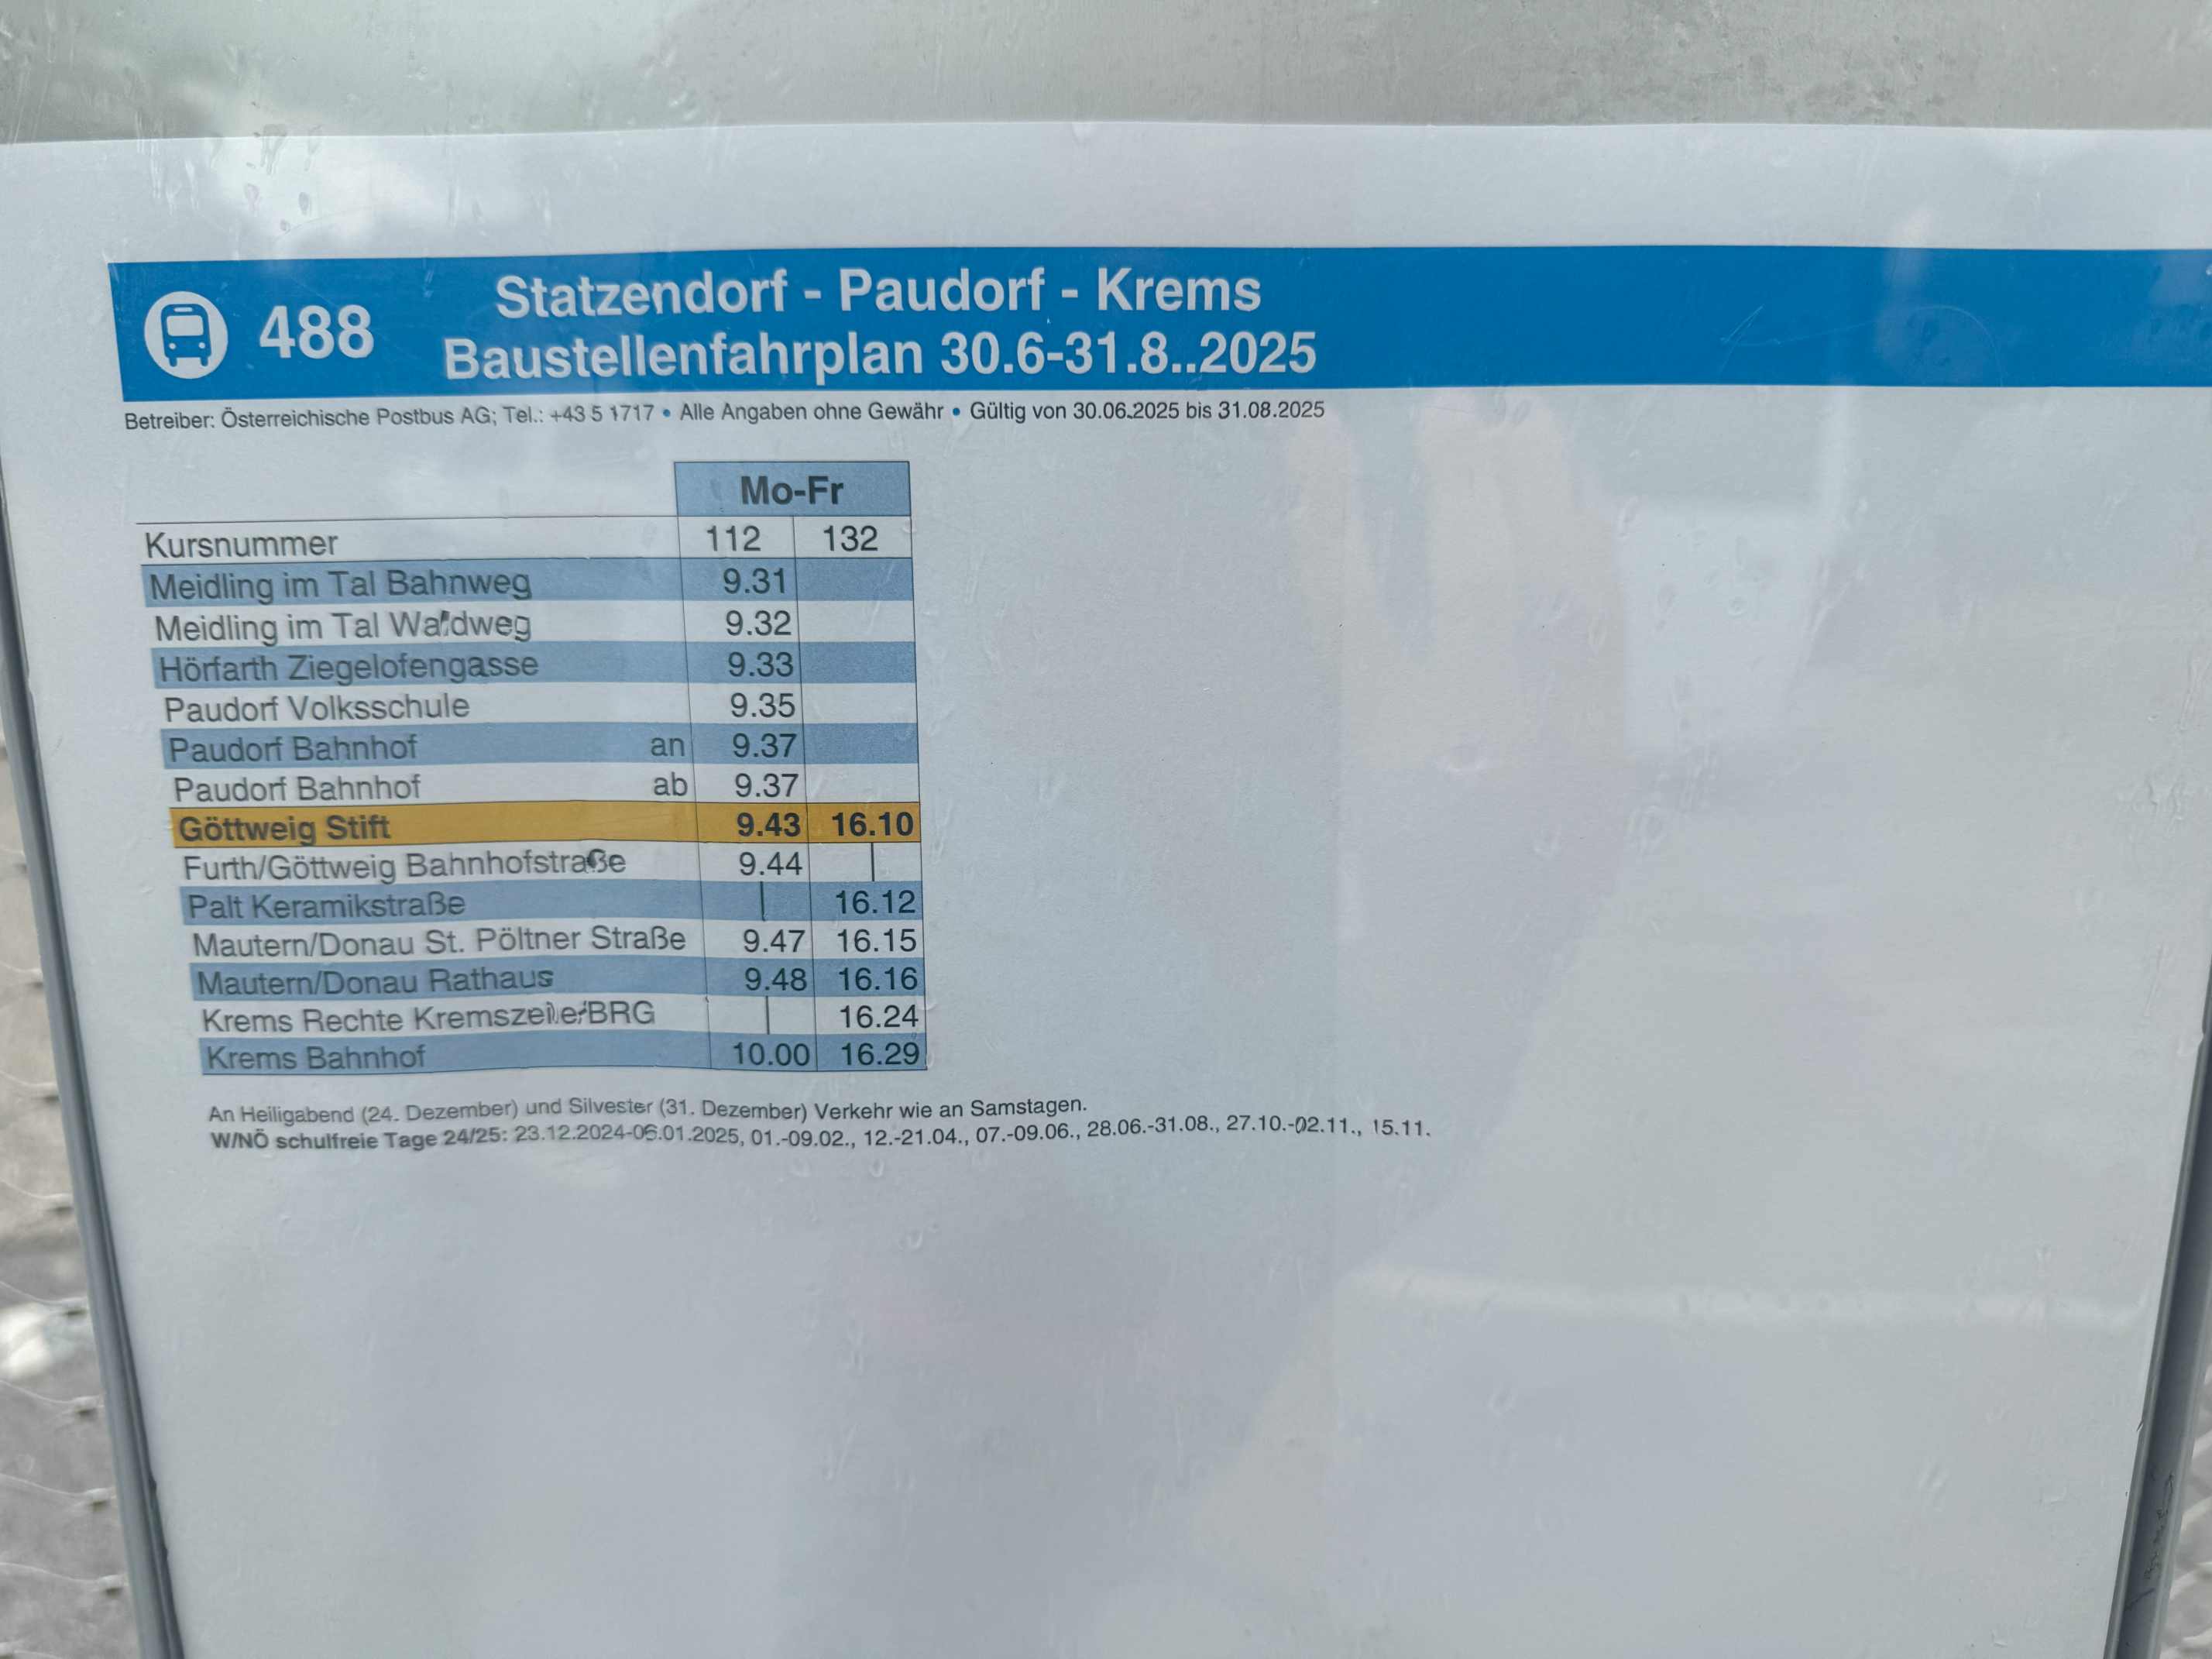 488
Statzendorf - Paudorf - Krems
Baustellenfahrplan 30.6-31.8..2025
Betreiber: Österreichische Postbus AG; Tel.: +43 5 1717 • Alle Angaben ohne Gewähr • Gültig von 30.06.2025 bis 31.08.2025
Mo-Fr
Kursnummer 112 132
Meidling im Tal Bahnweg 9.31
Meidling im Tal Waldweg 9.32
Hörfarth Ziegelofengasse 9.33
Paudorf Volksschule 9.35
Paudorf Bahnhof an 9.37
Paudorf Bahnhof ab 9.37
Göttweig Stift 9.43 16.10
Furth/Göttweig Bahnhofstraße 9.44 |
Palt Keramikstraße | 16.12
Mautern/Donau St. Pöltner Straße 9.47 16.15
Mautern/Donau Rathaus 9.48 16.16
Krems Rechte Kremszeile/BRG | 16.24
Krems Bahnhof 10.00 16.29
An Heiligabend (24. Dezember) und Silvester (31. Dezember) Verkehr wie an Samstagen.
W/NÖ schulfreie Tage 24/25: 23.12.2024-06.01.2025, 01.-09.02., 12.-21.04., 07.-09.06., 28.06.-31.08., 27.10.-02.11., 15.11.